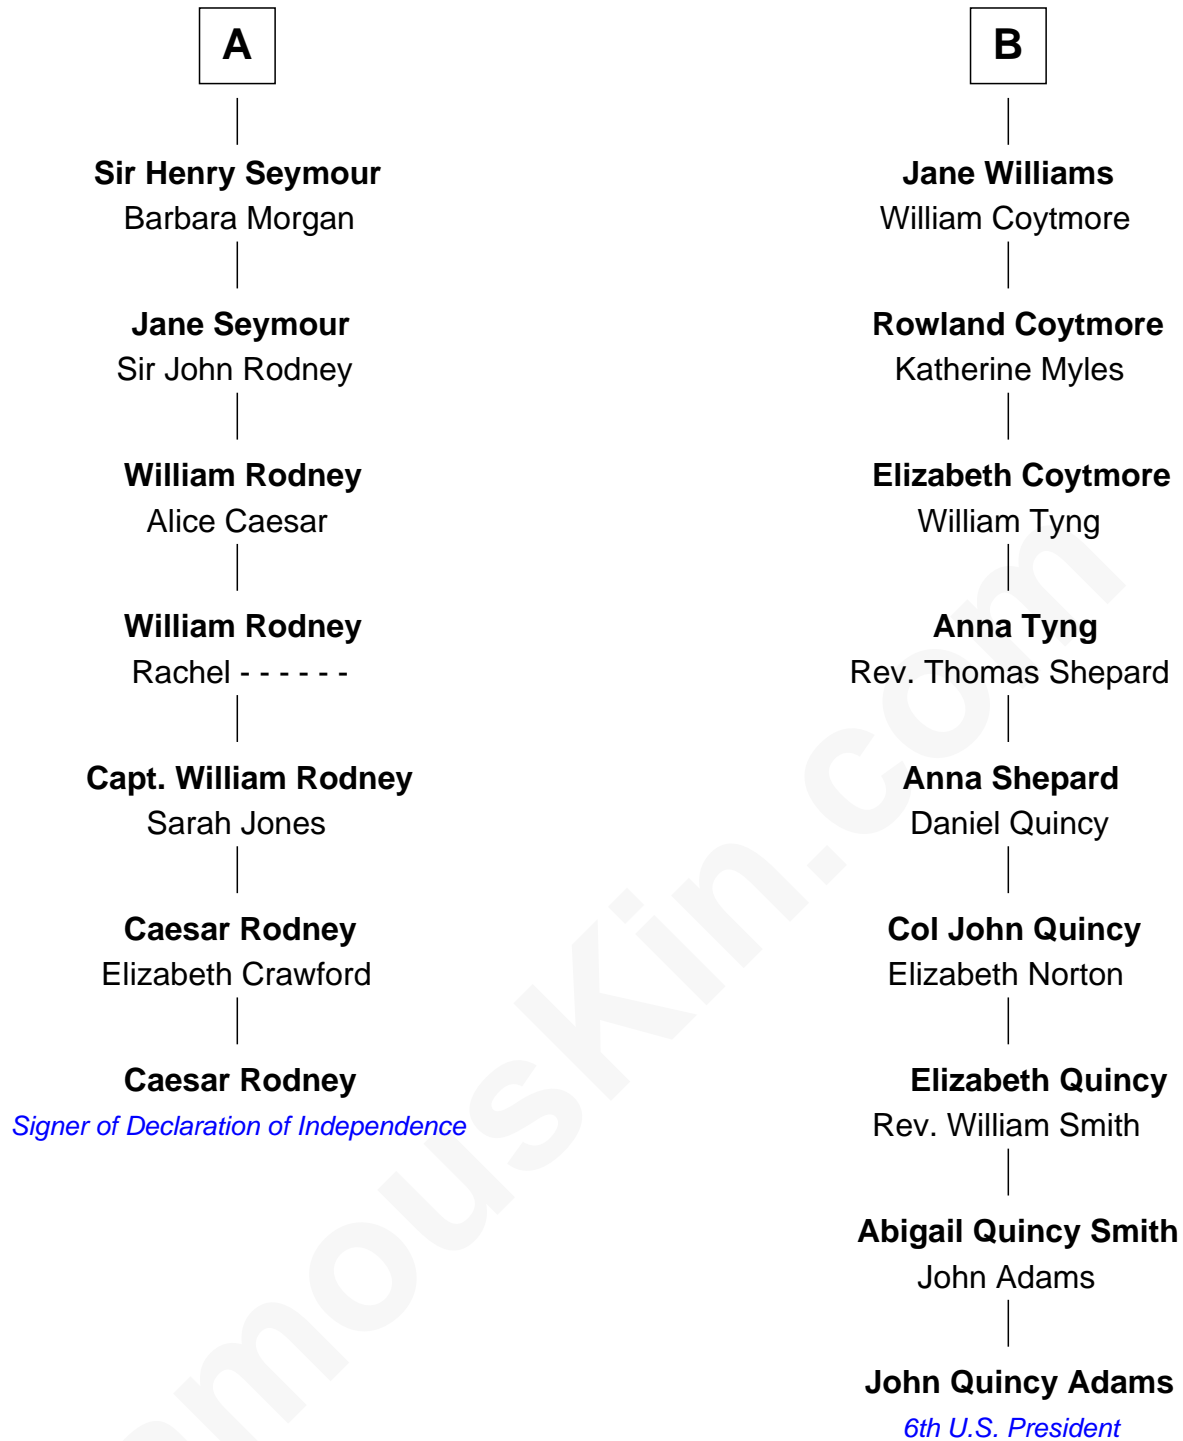 A
Sir Henry Seymour
Barbara Morgan
Jane Seymour
Sir John Rodney
William Rodney
Alice Caesar
William Rodney
Rachel - - - - - -
Capt. William Rodney
Sarah Jones
Caesar Rodney
Elizabeth Crawford
Caesar Rodney
Signer of Declaration of Independence
B
Jane Williams
William Coytmore
Rowland Coytmore
Katherine Myles
Elizabeth Coytmore
William Tyng
Anna Tyng
Rev. Thomas Shepard
Anna Shepard
Daniel Quincy
Col John Quincy
Elizabeth Norton
Elizabeth Quincy
Rev. William Smith
Abigail Quincy Smith
John Adams
John Quincy Adams
6th U.S. President
amouskin.com